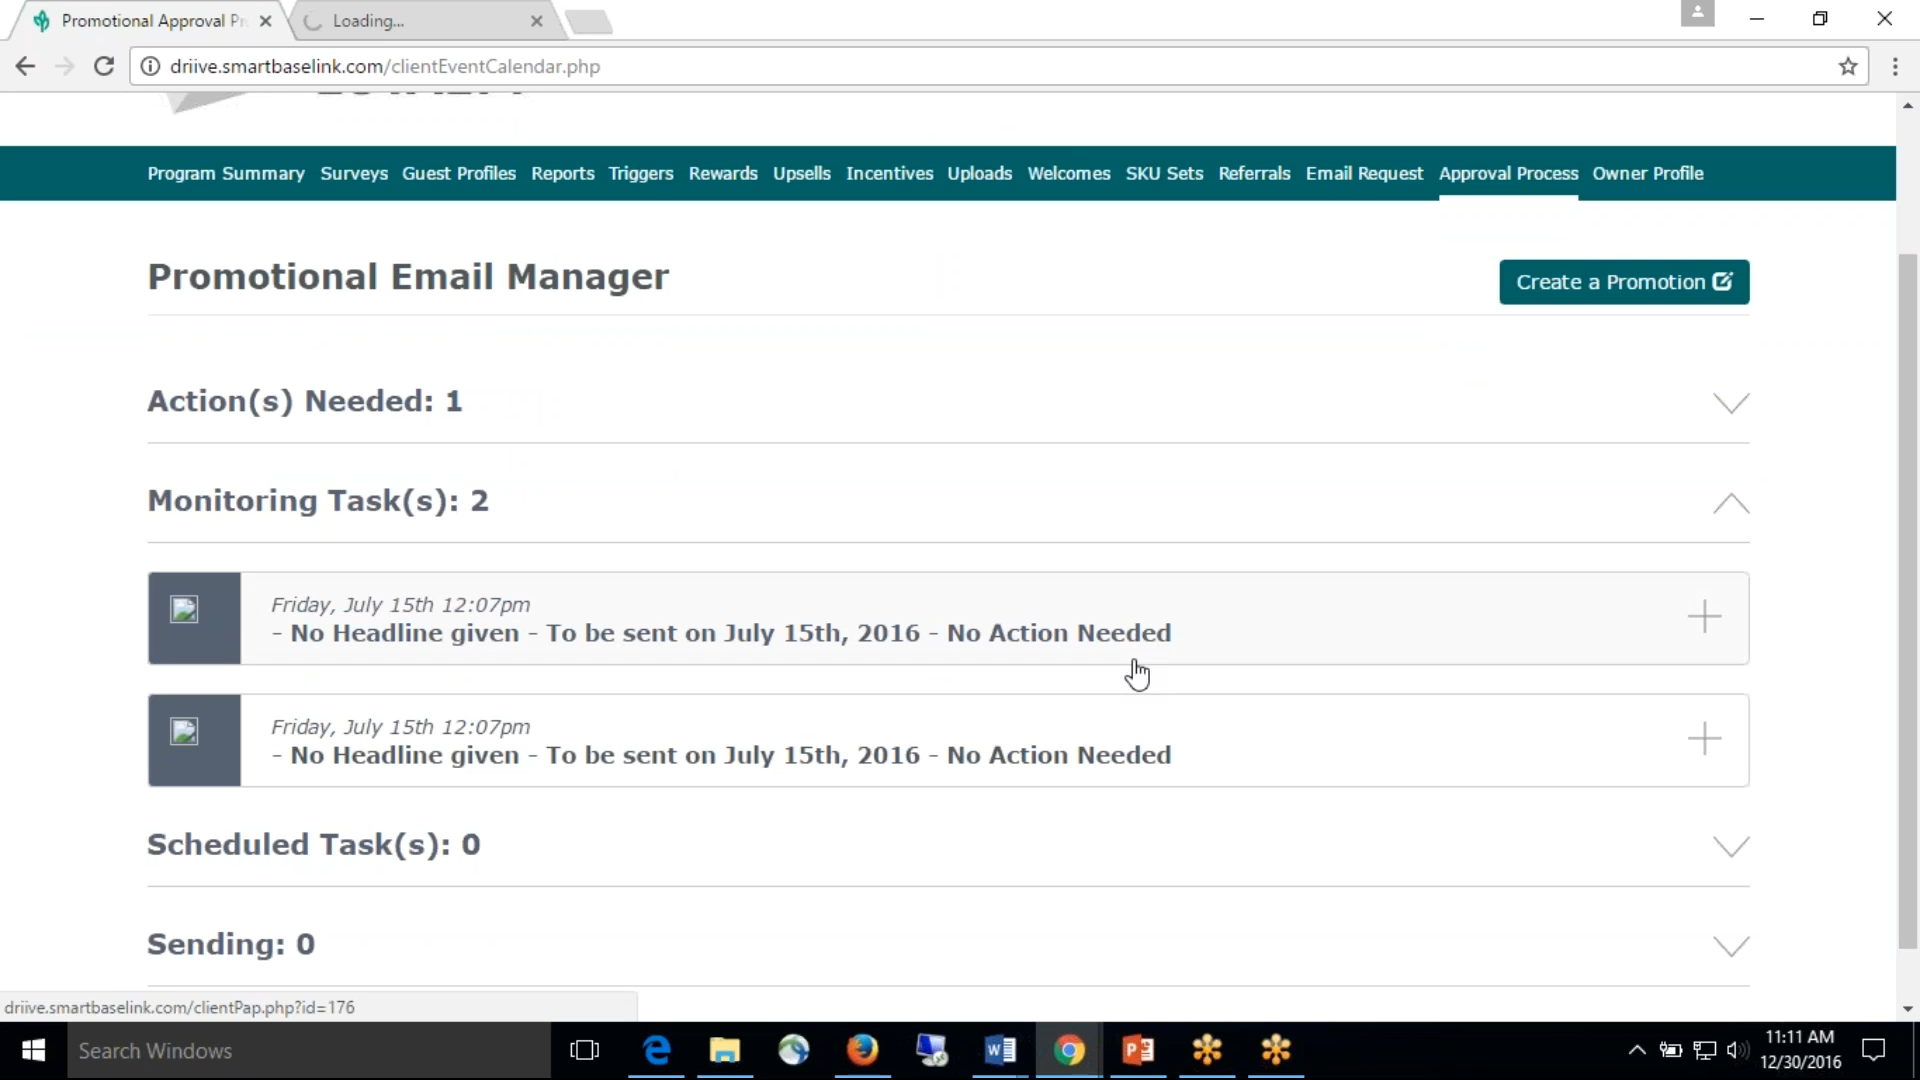 Promotional Approval Pr
Loading...
driive.smartbaselink.com/clientEventCalendar.php
Program Summary Surveys Guest Profiles Reports Triggers Rewards Upsells Incentives Uploads Welcomes SKU Sets Referrals Email Request Approval Process Owner Profile
Promotional Email Manager
Create a Promotion
Action(s) Needed: 1
Monitoring Task(s): 2
Friday, July 15th 12:07pm
- No Headline given - To be sent on July 15th, 2016 - No Action Needed
Friday, July 15th 12:07pm
- No Headline given - To be sent on July 15th, 2016 - No Action Needed
Scheduled Task(s): 0
Sending: 0
driive.smartbaselink.com/clientPap.php?id=176
Search Windows
11:11 AM
12/30/2016